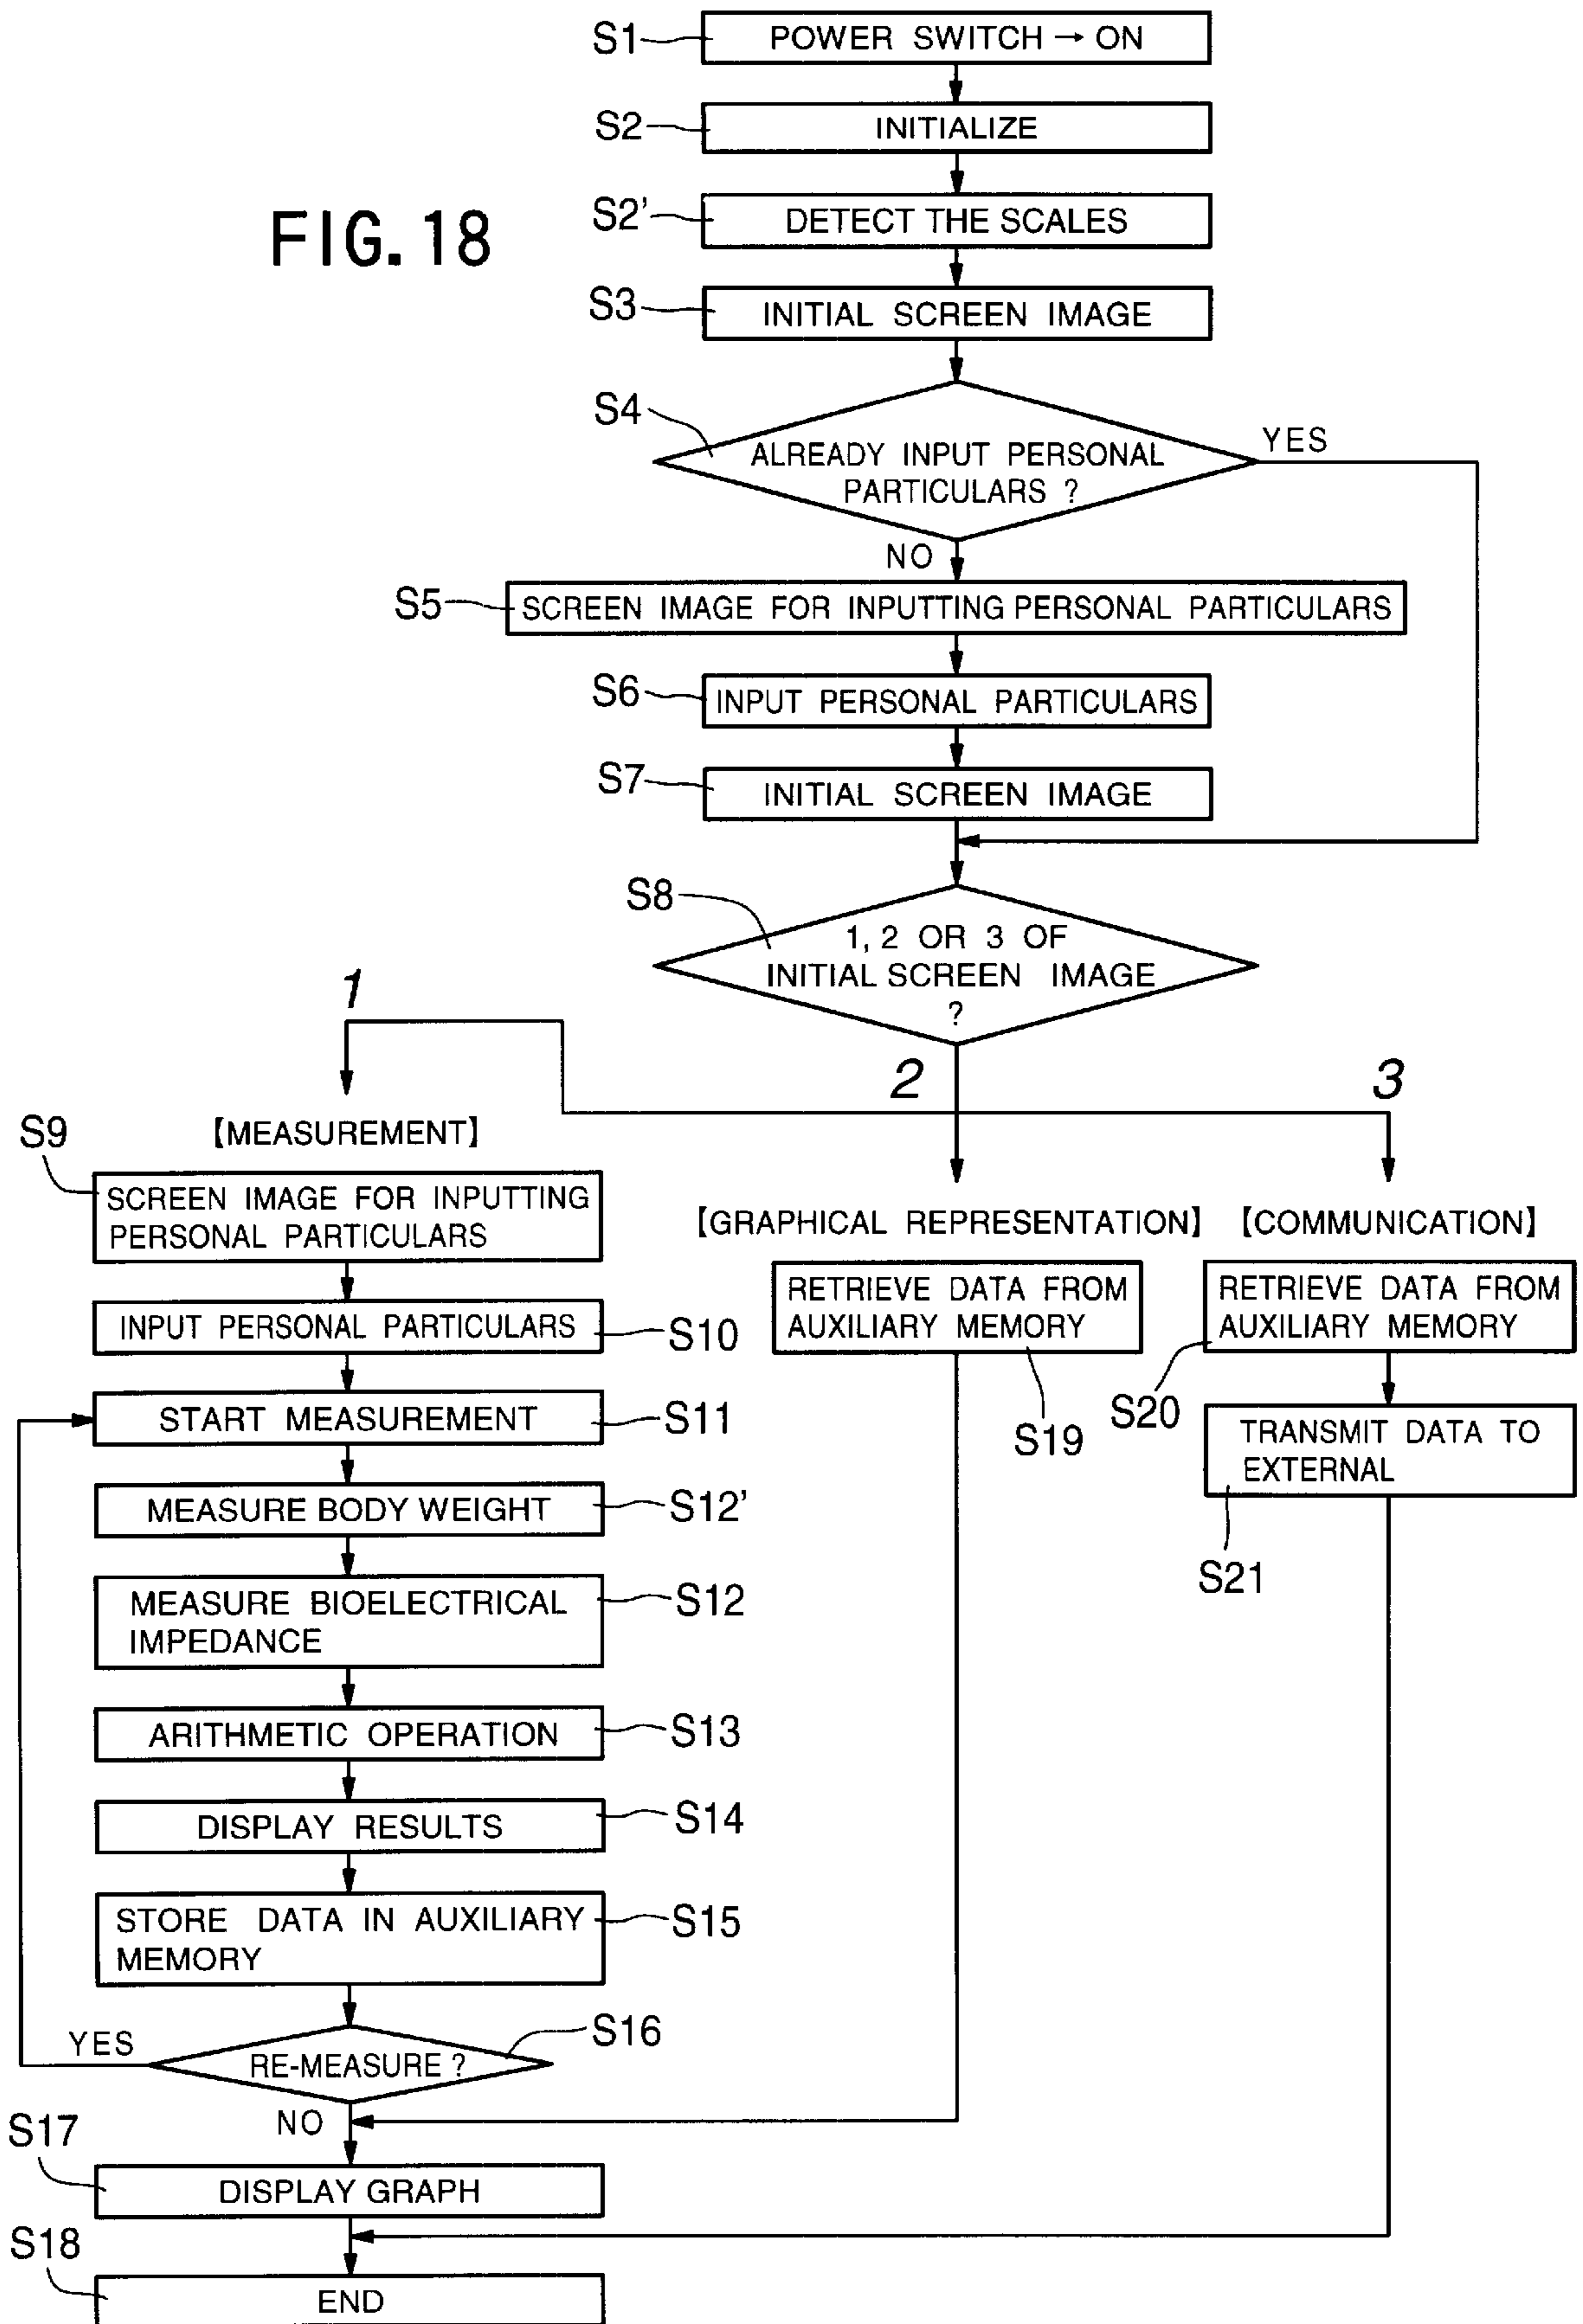 FIG. 18
S1
POWER SWITCH → ON
S2
INITIALIZE
S2'
DETECT THE SCALES
S3
INITIAL SCREEN IMAGE
S4
ALREADY INPUT PERSONAL
PARTICULARS ?
YES
NO
S5
SCREEN IMAGE FOR INPUTTING PERSONAL PARTICULARS
S6
INPUT PERSONAL PARTICULARS
S7
INITIAL SCREEN IMAGE
S8
1, 2 OR 3 OF
INITIAL SCREEN IMAGE
?
1
2
3
【MEASUREMENT】
S9
SCREEN IMAGE FOR INPUTTING
PERSONAL PARTICULARS
INPUT PERSONAL PARTICULARS
S10
START MEASUREMENT
S11
MEASURE BODY WEIGHT
S12'
MEASURE BIOELECTRICAL
IMPEDANCE
S12
ARITHMETIC OPERATION
S13
DISPLAY RESULTS
S14
STORE DATA IN AUXILIARY
MEMORY
S15
RE-MEASURE ?
S16
YES
NO
S17
DISPLAY GRAPH
S18
END
【GRAPHICAL REPRESENTATION】
RETRIEVE DATA FROM
AUXILIARY MEMORY
S19
【COMMUNICATION】
RETRIEVE DATA FROM
AUXILIARY MEMORY
S20
TRANSMIT DATA TO
EXTERNAL
S21